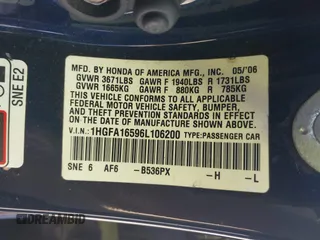 SNE E2
MFD. BY HONDA OF AMERICA MFG., INC. 05/'06
GVWR 3671LBS GAWR F 1940LBS R 1731LBS
GVWR 1665KG GAWR F 880KG R 785KG
THIS VEHICLE CONFORMS TO ALL APPLICABLE
FEDERAL MOTOR VEHICLE SAFETY, BUMPER,
AND THEFT PREVENTION STANDARDS IN EFFECT
ON THE DATE OF MANUFACTURE SHOWN ABOVE.
V.I.N.: 1HGFA16596L106200 TYPE:PASSENGER CAR
SNE 6 AF6 -B536PX -H -L
DREAMBID